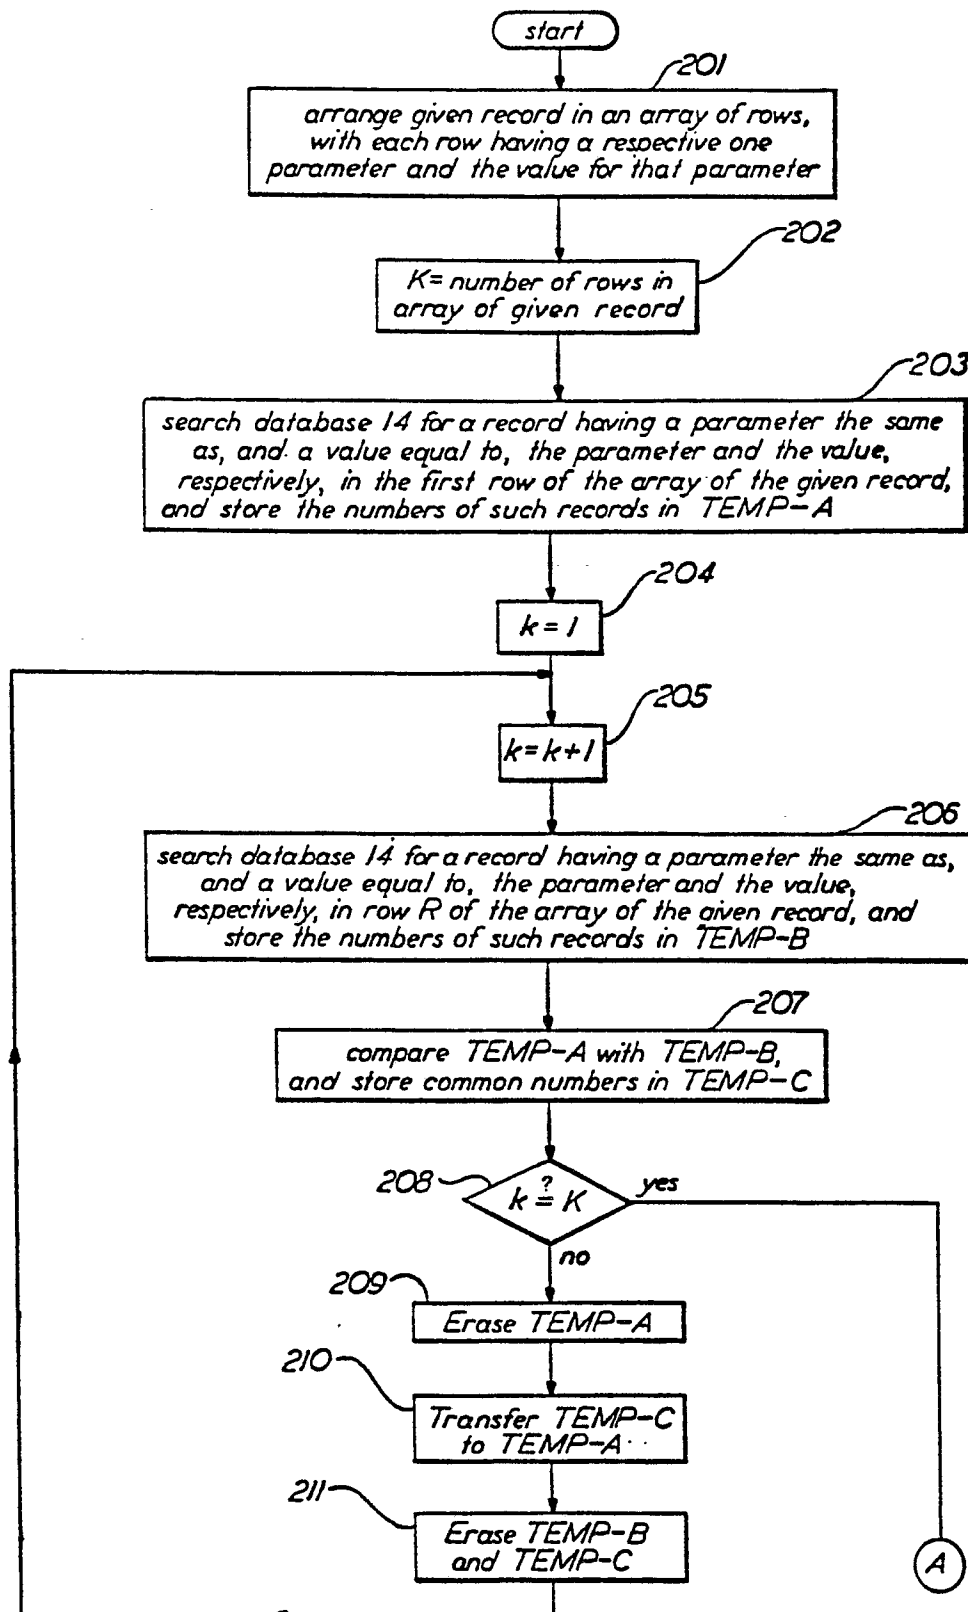 start
201
arrange given record in an array of rows,
with each row having a respective one
parameter and the value for that parameter
202
K= number of rows in
array of given record
203
search database 14 for a record having a parameter the same
as, and a value equal to, the parameter and the value,
respectively, in the first row of the array of the given record,
and store the numbers of such records in TEMP-A
204
k = 1
205
k = k+1
206
search database 14 for a record having a parameter the same as,
and a value equal to, the parameter and the value,
respectively, in row R of the array of the given record, and
store the numbers of such records in TEMP-B
207
compare TEMP-A with TEMP-B,
and store common numbers in TEMP-C
208
k ?= K
yes
no
209
Erase TEMP-A
210
Transfer TEMP-C
to TEMP-A
211
Erase TEMP-B
and TEMP-C
A